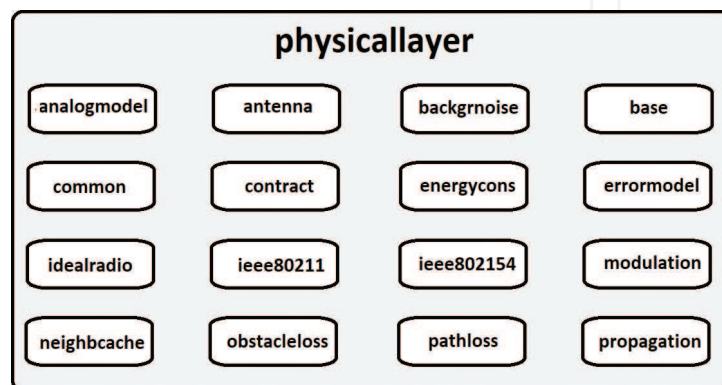 physicallayer
analogmodel antenna backgrnoise base
common contract energycons errormodel
idealradio ieee80211 ieee802154 modulation
neighbcache obstacleloss pathloss propagation